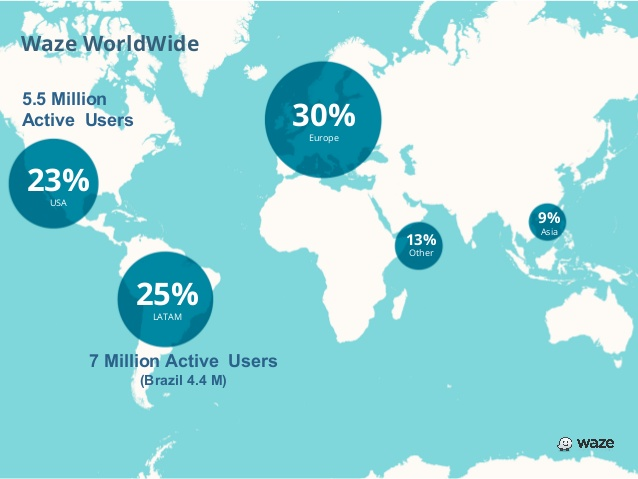 Waze WorldWide
5.5 Million
Active Users
30%
Europe
23%
USA
9%
Asia
13%
Other
25%
LATAM
7 Million Active Users
(Brazil 4.4 M)
waze